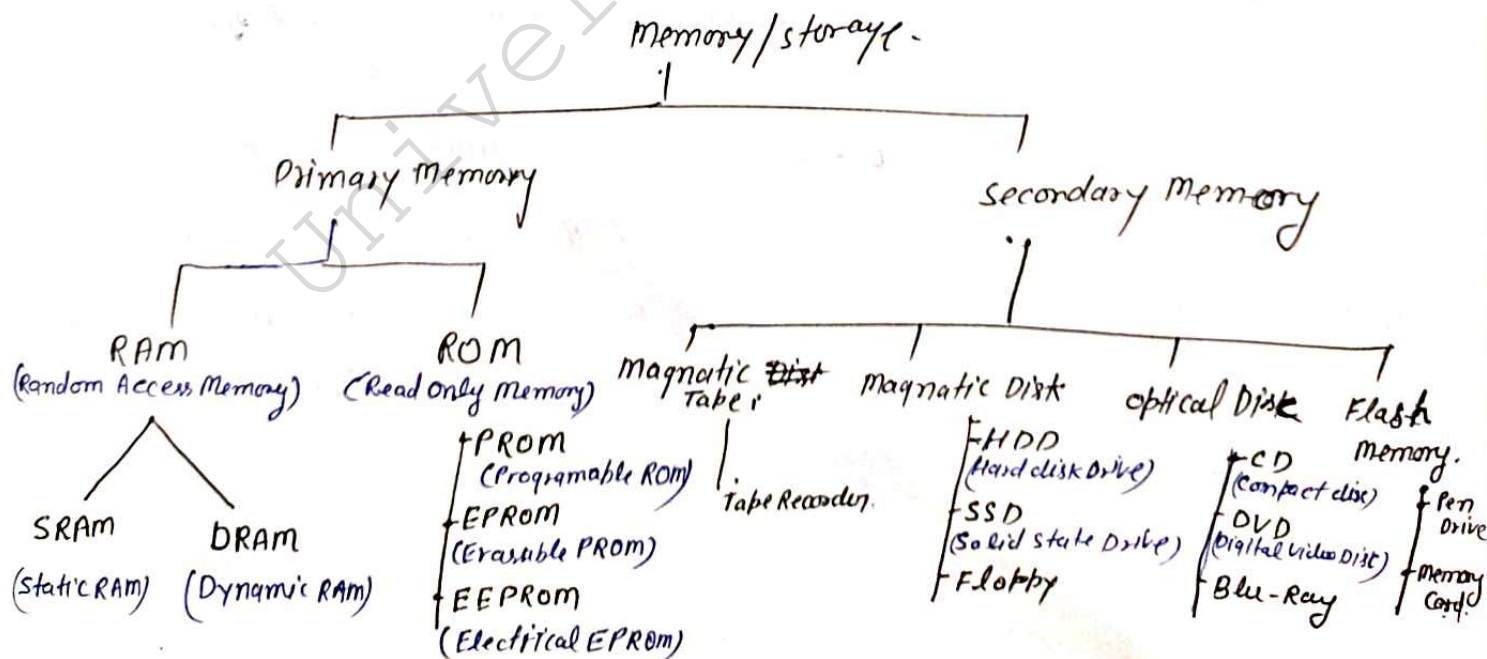 Memory/storage.
Primary Memory
Secondary Memory
RAM
(Random Access Memory)
SRAM
(Static RAM)
DRAM
(Dynamic RAM)
ROM
(Read Only Memory)
PROM
(Programable ROM)
EPROM
(Erasable PROM)
EEPROM
(Electrical EPROM)
Magnatic
Tape
Tape Recorder.
Magnatic Disk
HDD
(Hard disk Drive)
SSD
(Solid State Drive)
Floppy
Optical Disk
CD
(Compact disc)
DVD
(Digital Video Disk)
Blu-Ray
Flash
Memory.
Pen
Drive
Memory
Card.
Univer